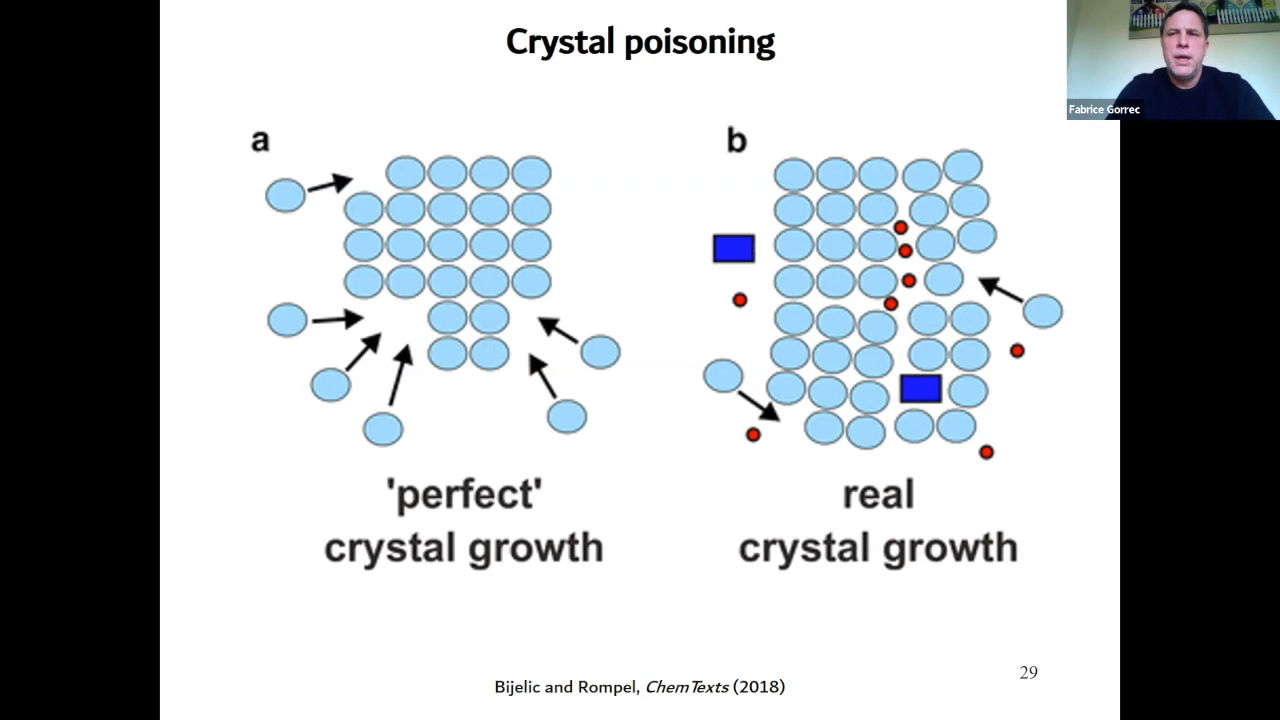 Crystal poisoning
Fabrice Gorrec
a
b
'perfect'
crystal growth
real
crystal growth
29
Bijelic and Rompel, ChemTexts (2018)